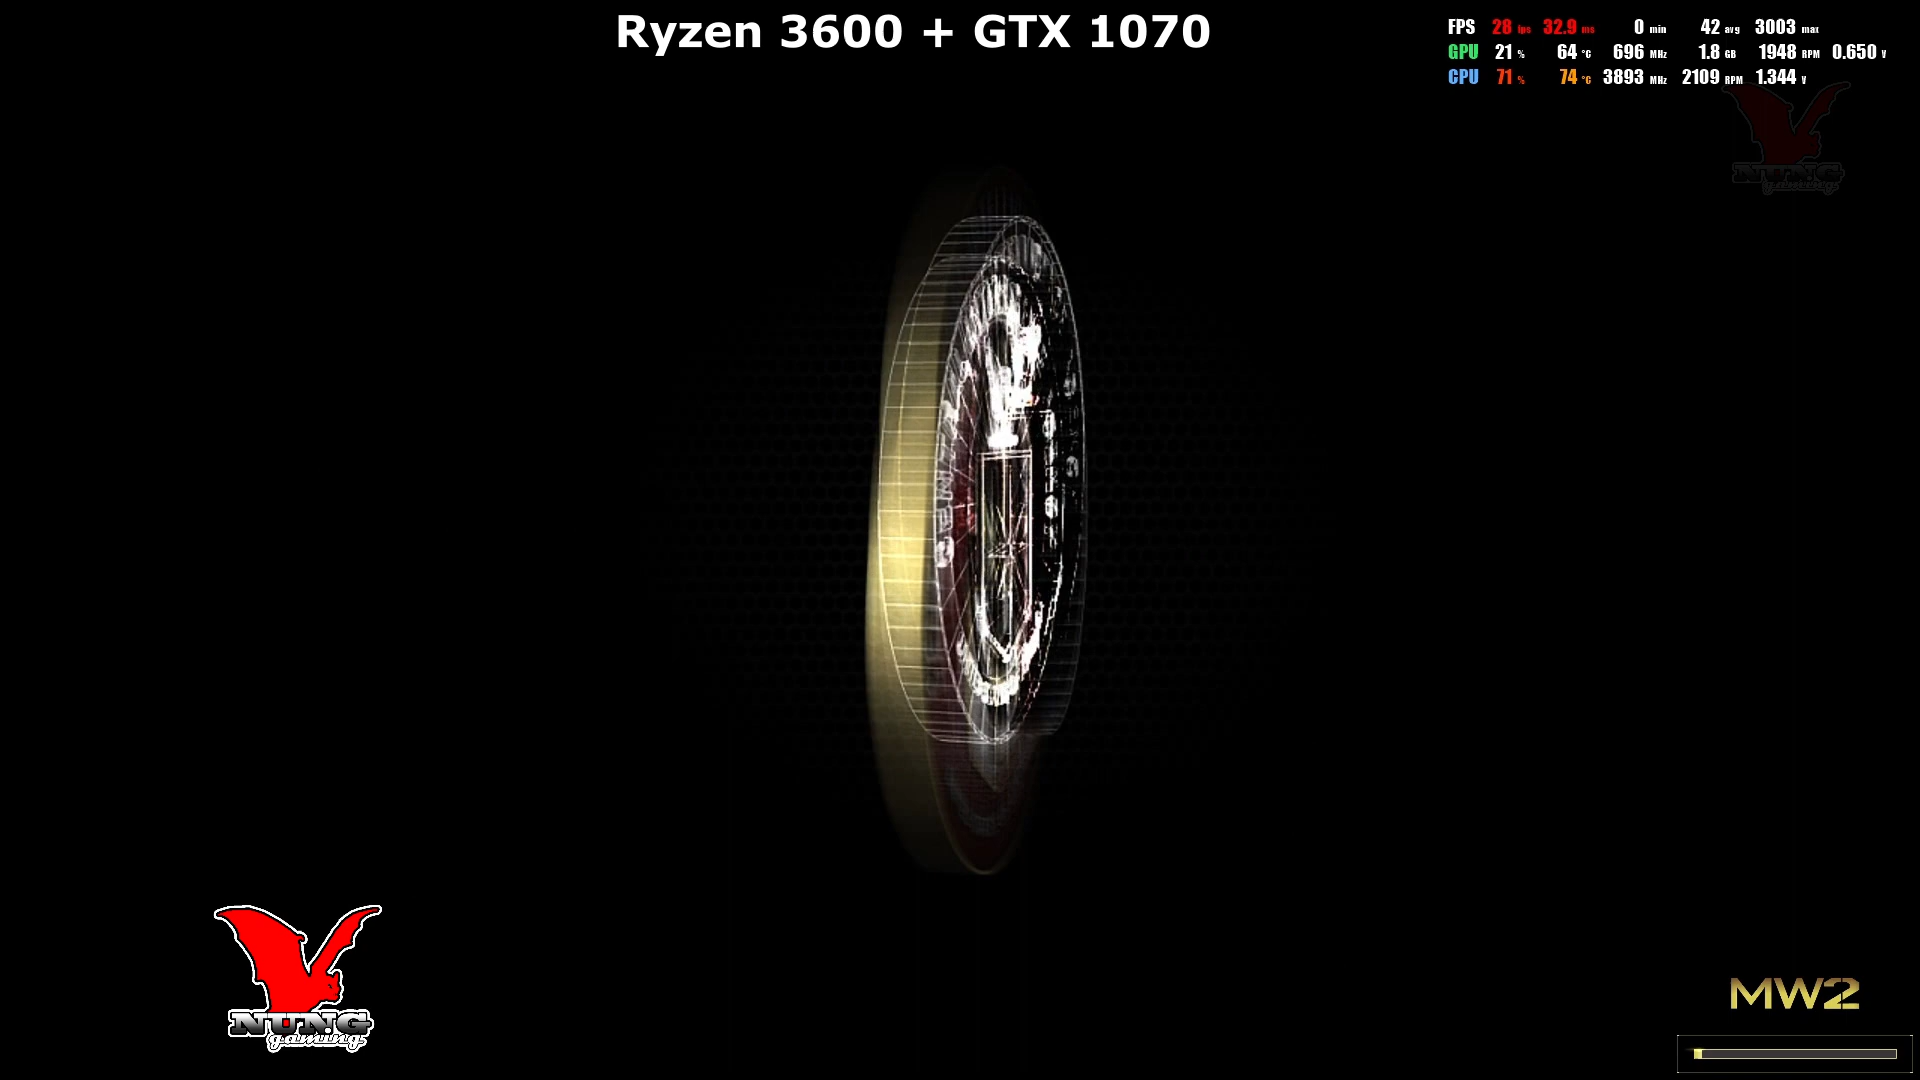 Ryzen 3600 + GTX 1070
FPS 28 fps 32.9 ms 0 min 42 avg 3003 max
GPU 21 % 64 °C 696 MHz 1.8 GB 1948 RPM 0.650 V
CPU 71 % 74 °C 3893 MHz 2109 RPM 1.344 V
NUNG
gaming
NUNG
gaming
MW2